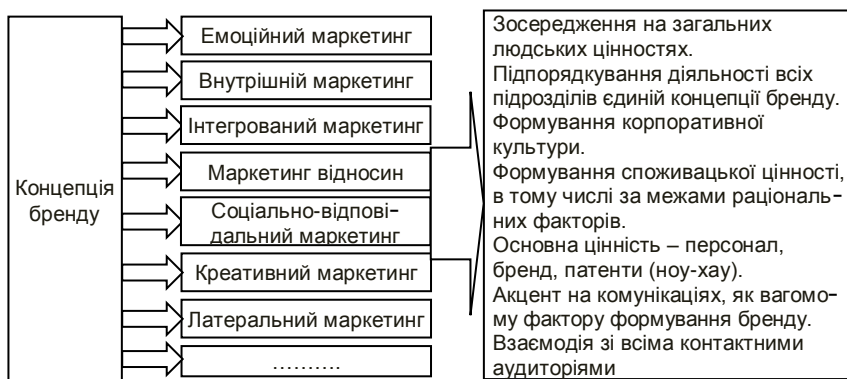 Концепція
бренду
Емоційний маркетинг
Внутрішній маркетинг
Інтегрований маркетинг
Маркетинг відносин
Соціально-відпові-
дальний маркетинг
Креативний маркетинг
Латеральний маркетинг
……….
Зосередження на загальних
людських цінностях.
Підпорядкування діяльності всіх
підрозділів єдиній концепції бренду.
Формування корпоративної
культури.
Формування споживацької цінності,
в тому числі за межами раціональ-
них факторів.
Основна цінність – персонал,
бренд, патенти (ноу-хау).
Акцент на комунікаціях, як вагомо-
му фактору формування бренду.
Взаємодія зі всіма контактними
аудиторіями